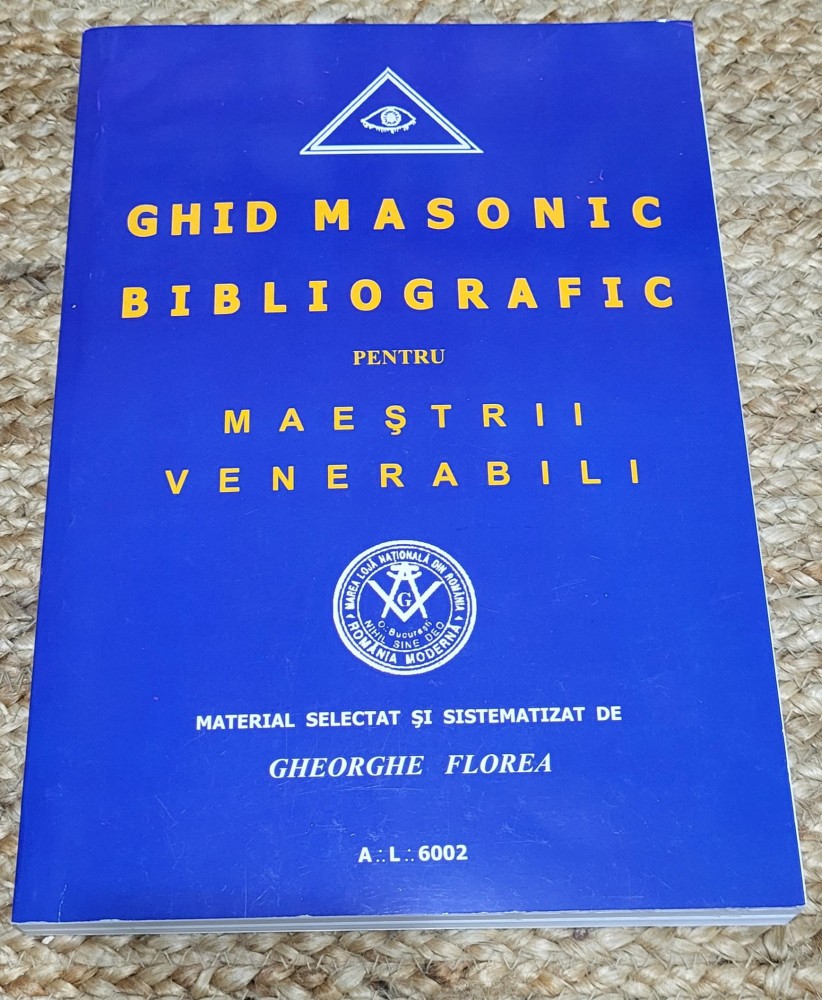 GHID MASONIC
BIBLIOGRAFIC
PENTRU
MAEŞTRII
VENERABILI
MAREA LOJĂ NAŢIONALĂ DIN ROMÂNIA
G
O∴ Bucureşti
NIHIL SINE DEO
ROMÂNIA MODERNĂ
MATERIAL SELECTAT ŞI SISTEMATIZAT DE
GHEORGHE FLOREA
A∴L∴6002